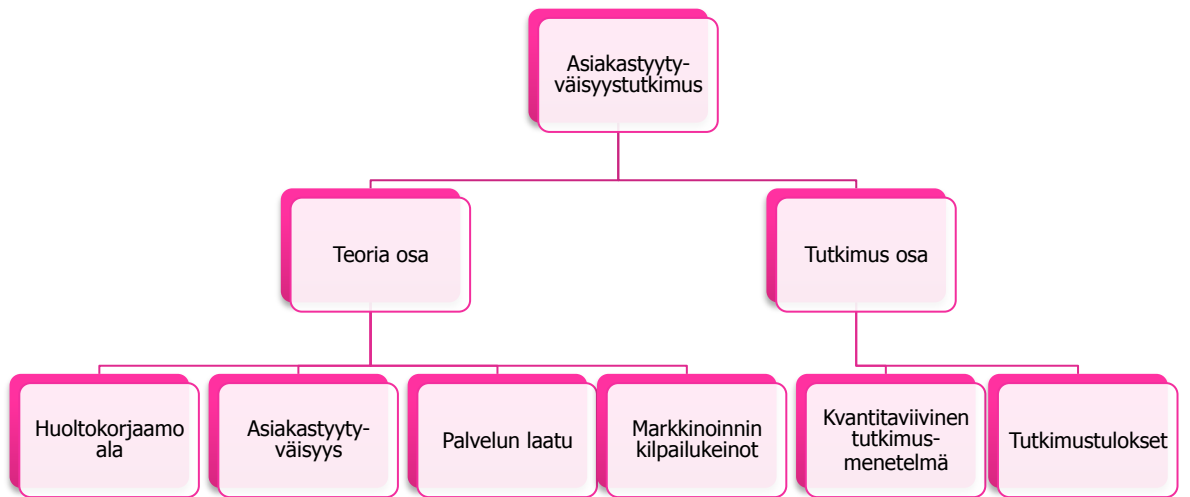 Asiakastyyty-
väisyystutkimus
Teoria osa
Tutkimus osa
Huoltokorjaamo
ala
Asiakastyyty-
väisyys
Palvelun laatu
Markkinoinnin
kilpailukeinot
Kvantitaviivinen
tutkimus-
menetelmä
Tutkimustulokset